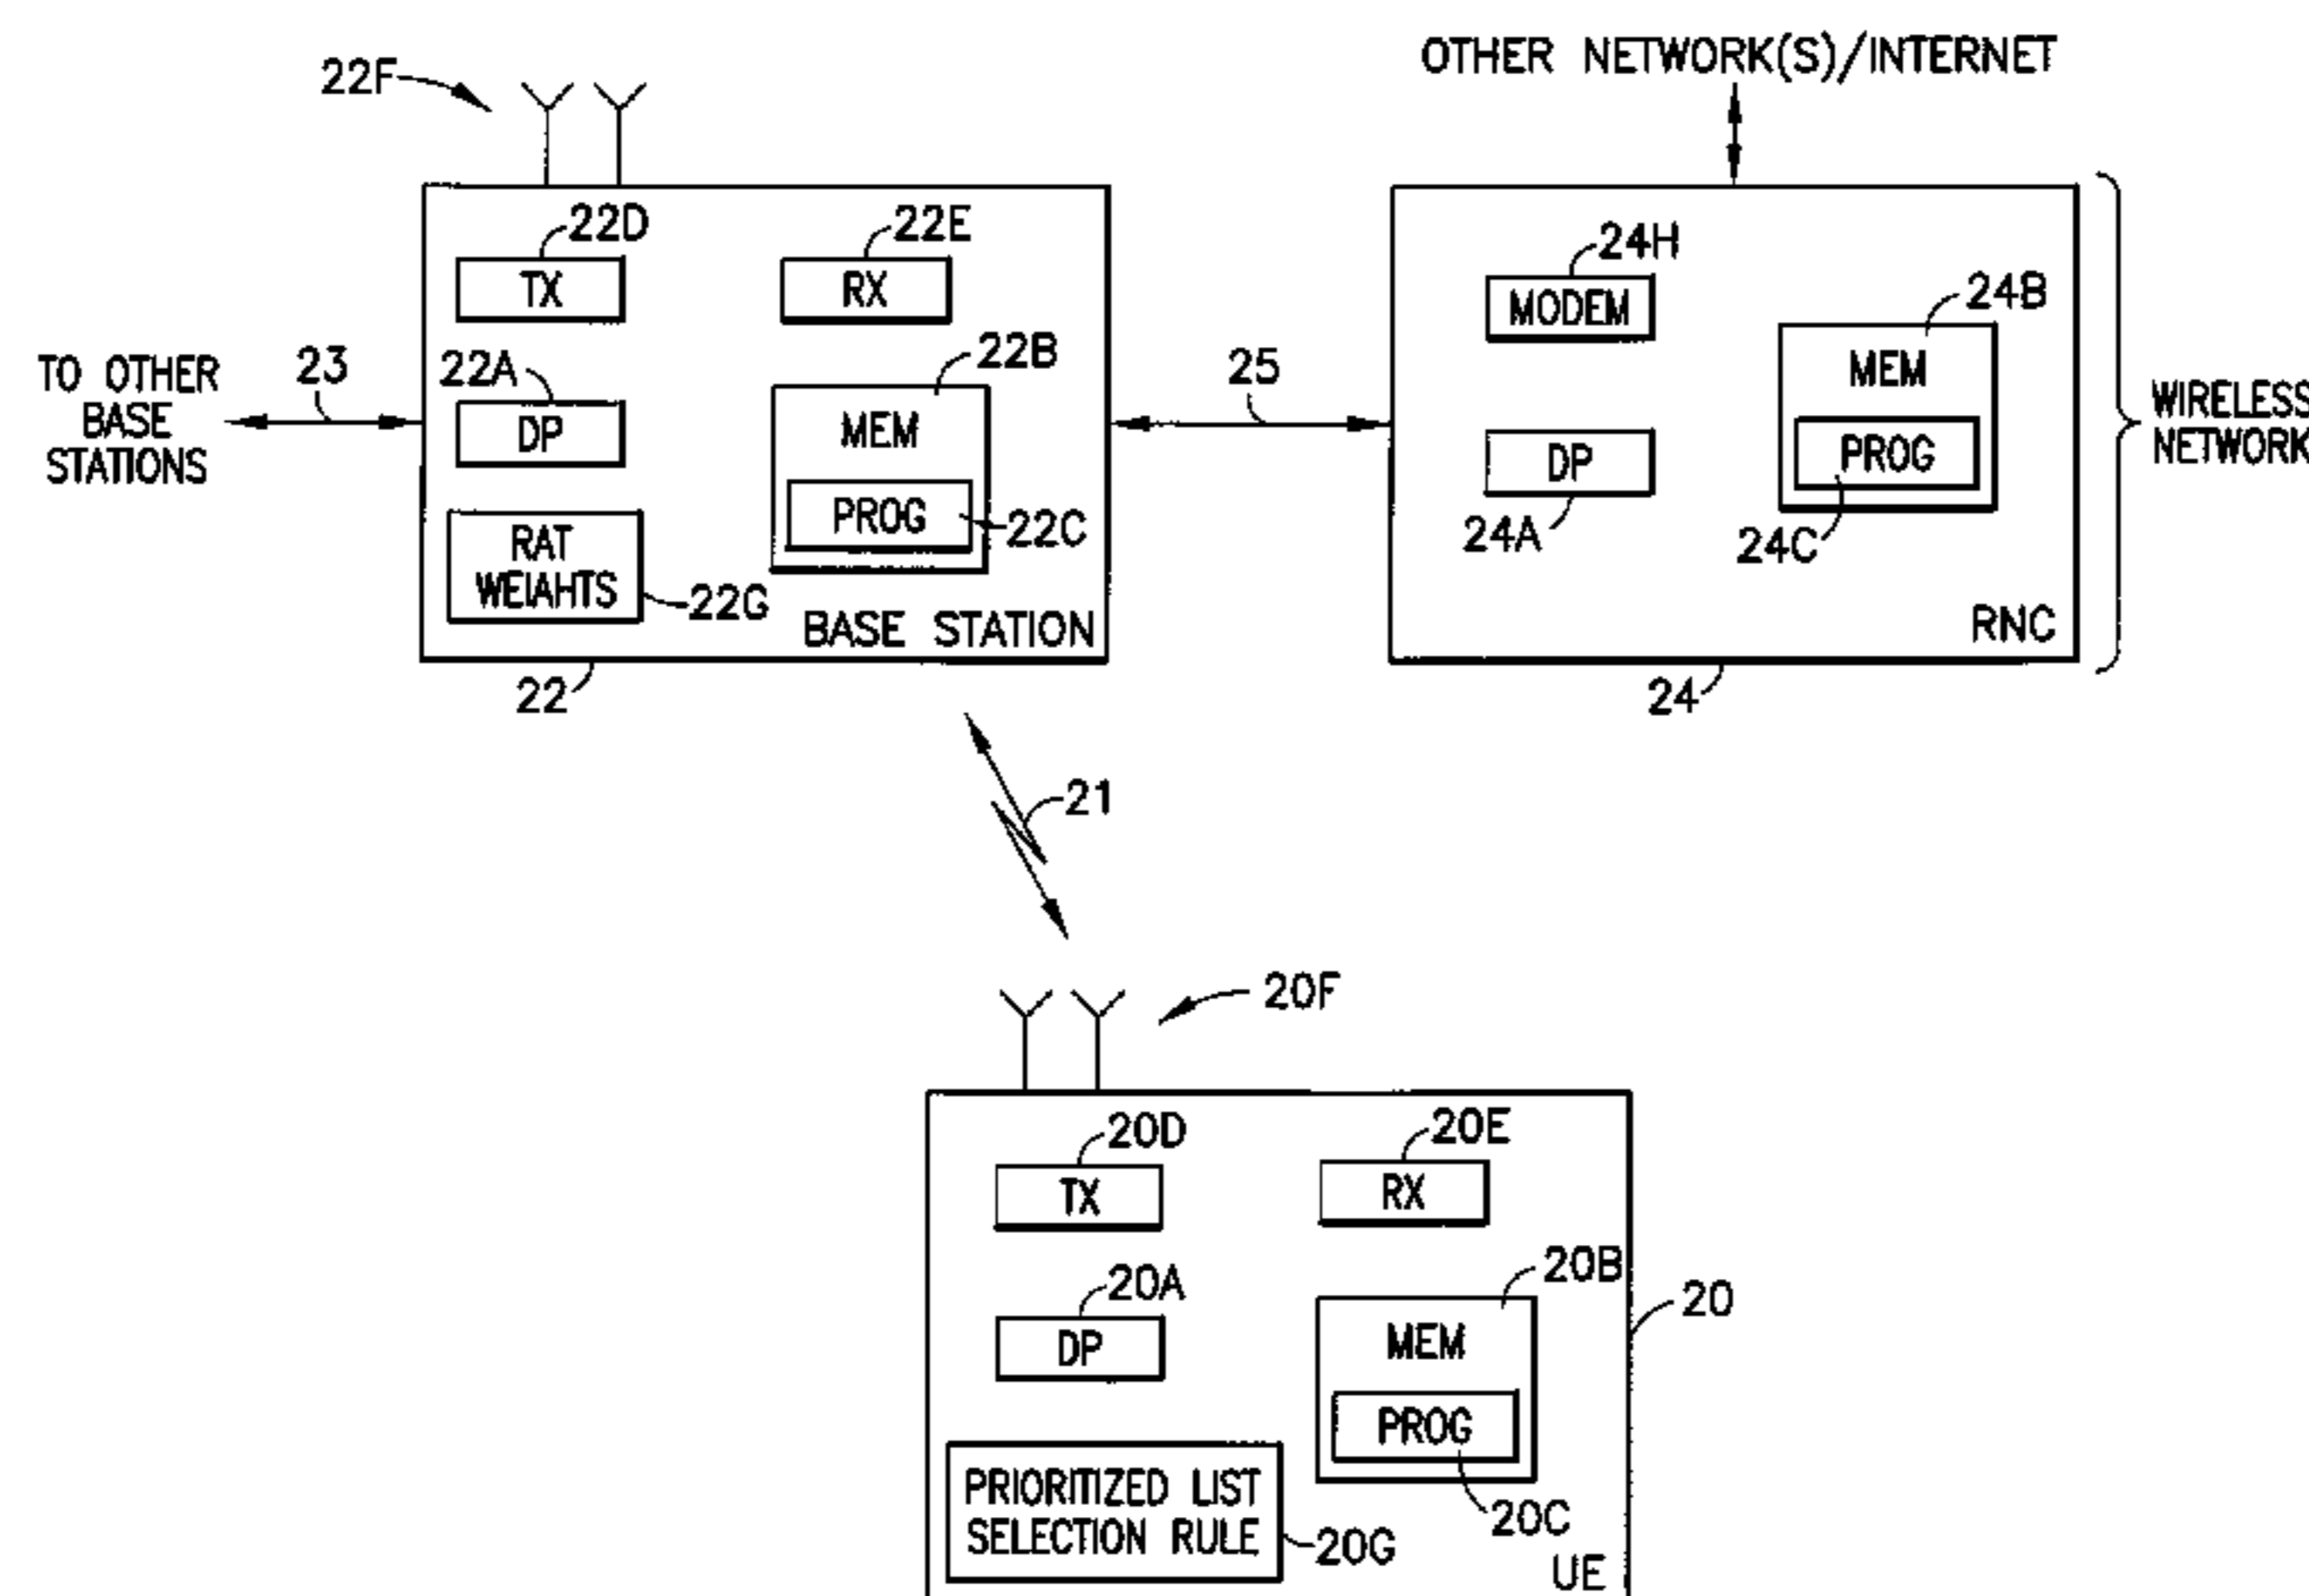 OTHER NETWORK(S)/INTERNET
22F
22D
TX
22E
RX
22A
DP
22B
MEM
PROG
22C
RAT
WEIAHTS
22G
BASE STATION
22
TO OTHER
BASE
STATIONS
23
25
24H
MODEM
24B
MEM
PROG
DP
24A
24C
RNC
24
WIRELESS
NETWORK
21
20F
20D
TX
20E
RX
20A
DP
20B
MEM
PROG
20C
20
PRIORITIZED LIST
SELECTION RULE
20G
UE